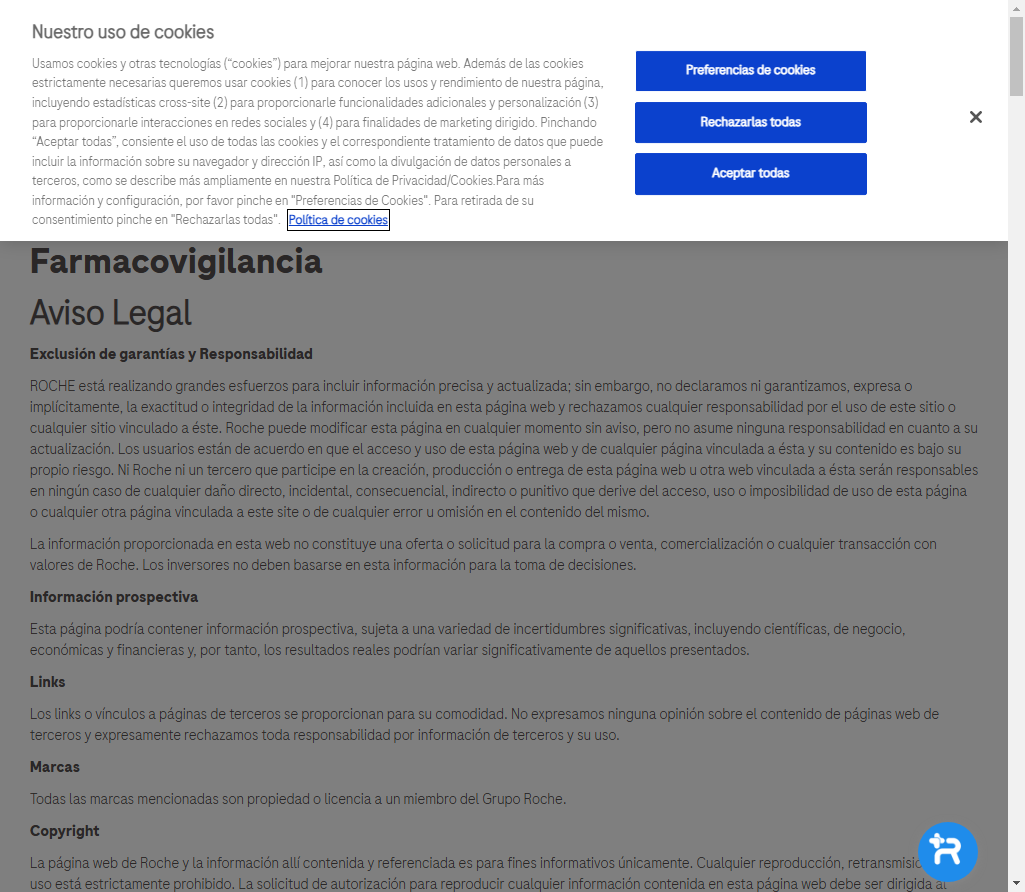 Nuestro uso de cookies
Usamos cookies y otras tecnologías (“cookies”) para mejorar nuestra página web. Además de las cookies
estrictamente necesarias queremos usar cookies (1) para conocer los usos y rendimiento de nuestra página,
incluyendo estadísticas cross-site (2) para proporcionarle funcionalidades adicionales y personalización (3)
para proporcionarle interacciones en redes sociales y (4) para finalidades de marketing dirigido. Pinchando
“Aceptar todas”, consiente el uso de todas las cookies y el correspondiente tratamiento de datos que puede
incluir la información sobre su navegador y dirección IP, así como la divulgación de datos personales a
terceros, como se describe más ampliamente en nuestra Política de Privacidad/Cookies.Para más
información y configuración, por favor pinche en "Preferencias de Cookies". Para retirada de su
consentimiento pinche en "Rechazarlas todas". Política de cookies
Preferencias de cookies
Rechazarlas todas
Aceptar todas
Farmacovigilancia
Aviso Legal
Exclusión de garantías y Responsabilidad
ROCHE está realizando grandes esfuerzos para incluir información precisa y actualizada; sin embargo, no declaramos ni garantizamos, expresa o
implícitamente, la exactitud o integridad de la información incluida en esta página web y rechazamos cualquier responsabilidad por el uso de este sitio o
cualquier sitio vinculado a éste. Roche puede modificar esta página en cualquier momento sin aviso, pero no asume ninguna responsabilidad en cuanto a su
actualización. Los usuarios están de acuerdo en que el acceso y uso de esta página web y de cualquier página vinculada a ésta y su contenido es bajo su
propio riesgo. Ni Roche ni un tercero que participe en la creación, producción o entrega de esta página web u otra web vinculada a ésta serán responsables
en ningún caso de cualquier daño directo, incidental, consecuencial, indirecto o punitivo que derive del acceso, uso o imposibilidad de uso de esta página
o cualquier otra página vinculada a este site o de cualquier error u omisión en el contenido del mismo.
La información proporcionada en esta web no constituye una oferta o solicitud para la compra o venta, comercialización o cualquier transacción con
valores de Roche. Los inversores no deben basarse en esta información para la toma de decisiones.
Información prospectiva
Esta página podría contener información prospectiva, sujeta a una variedad de incertidumbres significativas, incluyendo científicas, de negocio,
económicas y financieras y, por tanto, los resultados reales podrían variar significativamente de aquellos presentados.
Links
Los links o vínculos a páginas de terceros se proporcionan para su comodidad. No expresamos ninguna opinión sobre el contenido de páginas web de
terceros y expresamente rechazamos toda responsabilidad por información de terceros y su uso.
Marcas
Todas las marcas mencionadas son propiedad o licencia a un miembro del Grupo Roche.
Copyright
La página web de Roche y la información allí contenida y referenciada es para fines informativos únicamente. Cualquier reproducción, retransmisi
uso está estrictamente prohibido. La solicitud de autorización para reproducir cualquier información contenida en esta página web debe ser dirigida al